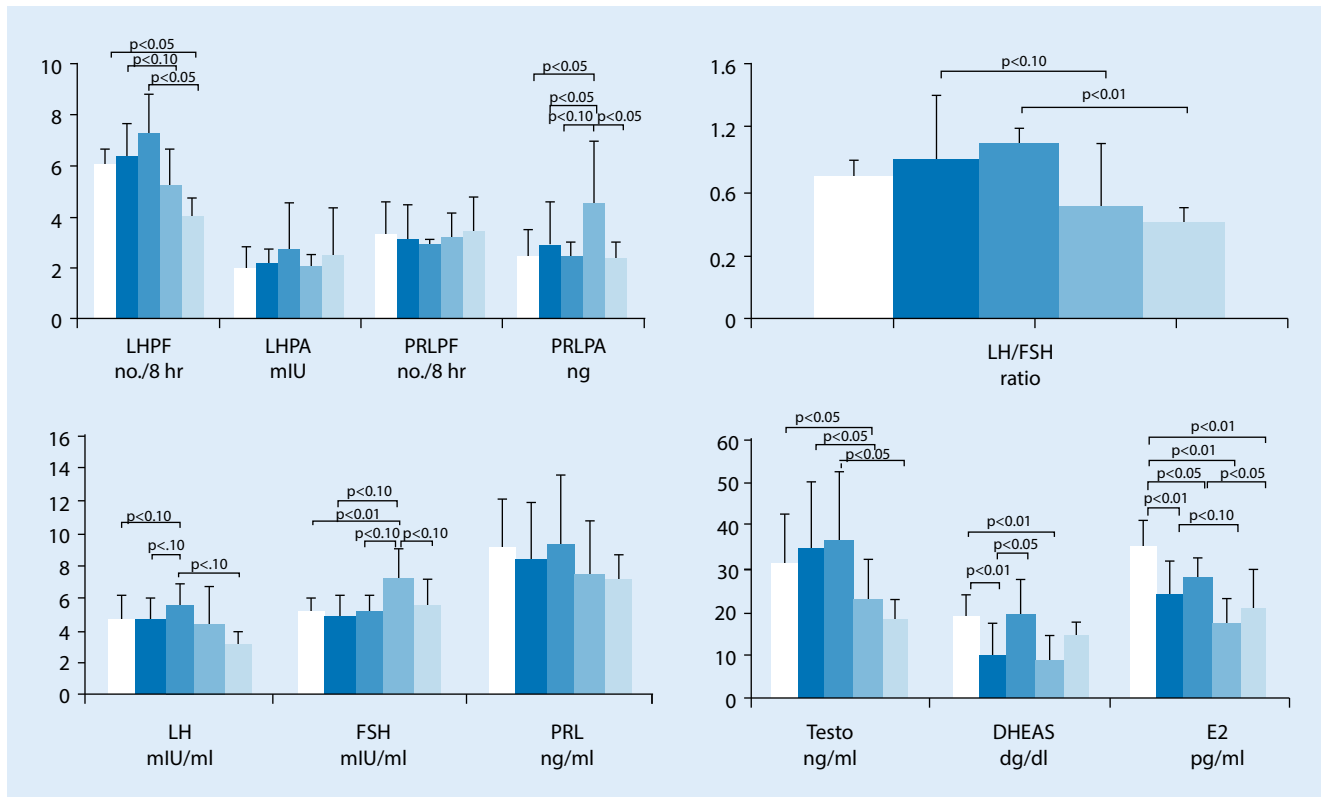 p<0.05
p<0.10
p<0.05
10
8
6
4
2
0
p<0.05
p<0.05
p<0.10
p<0.05
LHPF
no./8 hr
LHPA
mIU
PRLPF
no./8 hr
PRLPA
ng
1.6
1.2
0.6
0.2
0
p<0.10
p<0.01
LH/FSH
ratio
16
14
12
10
8
6
4
2
0
p<0.10
p<.10
p<.10
p<0.10
p<0.01
p<0.10
p<0.10
LH
mIU/ml
FSH
mIU/ml
PRL
ng/ml
60
50
40
30
20
10
0
p<0.05
p<0.05
p<0.05
p<0.01
p<0.05
p<0.01
p<0.01
p<0.01
p<0.05
p<0.05
p<0.01
p<0.10
Testo
ng/ml
DHEAS
dg/dl
E2
pg/ml